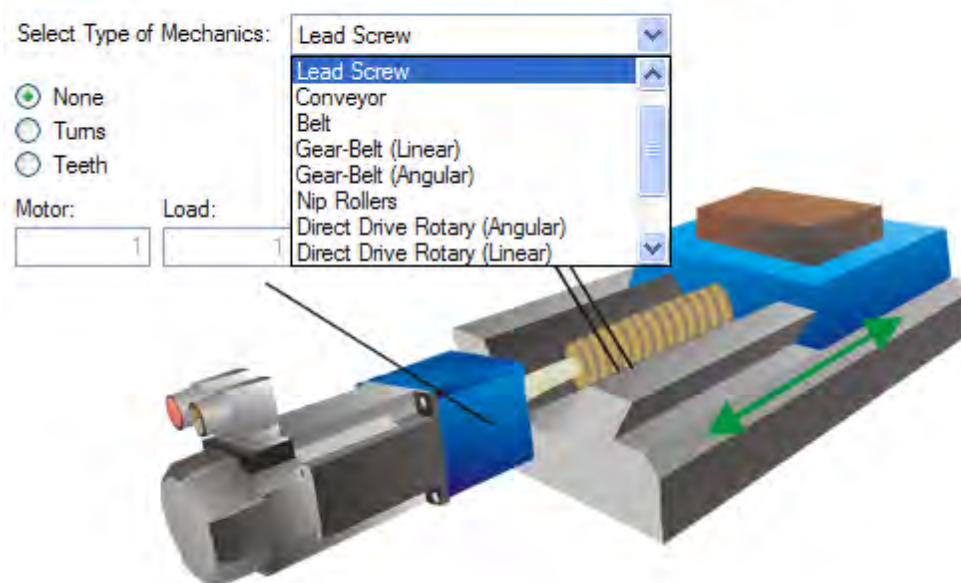 Select Type of Mechanics: Lead Screw
Lead Screw
Conveyor
Belt
Gear-Belt (Linear)
Gear-Belt (Angular)
Nip Rollers
Direct Drive Rotary (Angular)
Direct Drive Rotary (Linear)
None
Turns
Teeth
Motor: Load:
1 1